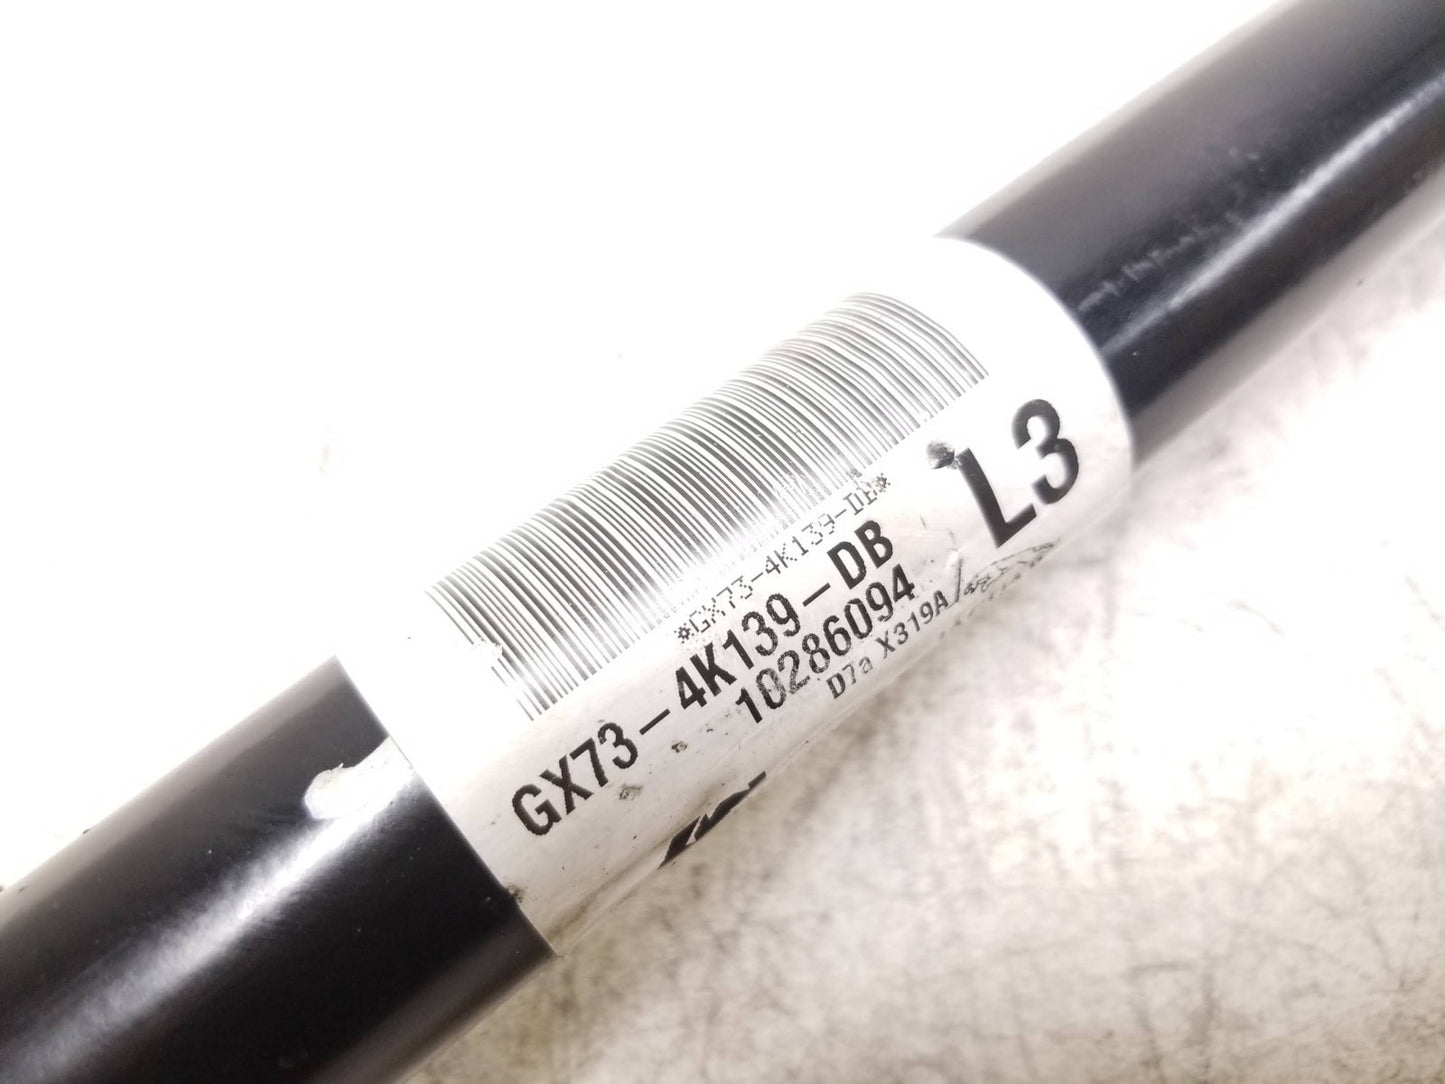 *GX73-4K139-DB*
GX73-4K139-DB
L3
10286094
D7a X319A